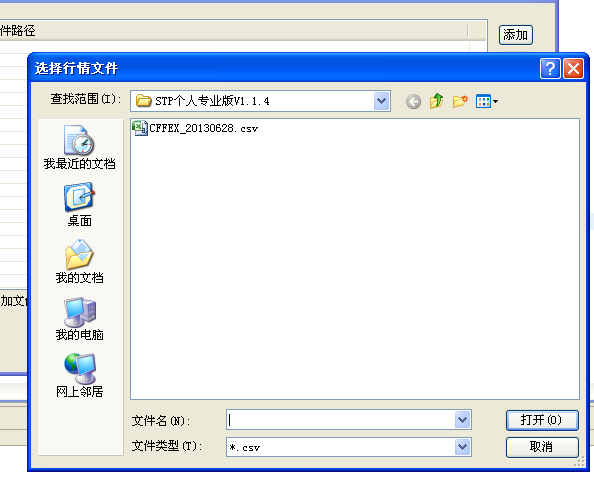 件路径
添加
选择行情文件
查找范围(I):
STP个人专业版V1.1.4
CFFEX_20130628.csv
我最近的文档
桌面
我的文档
加文
我的电脑
网上邻居
文件名(N):
打开(O)
文件类型(T):
*.csv
取消